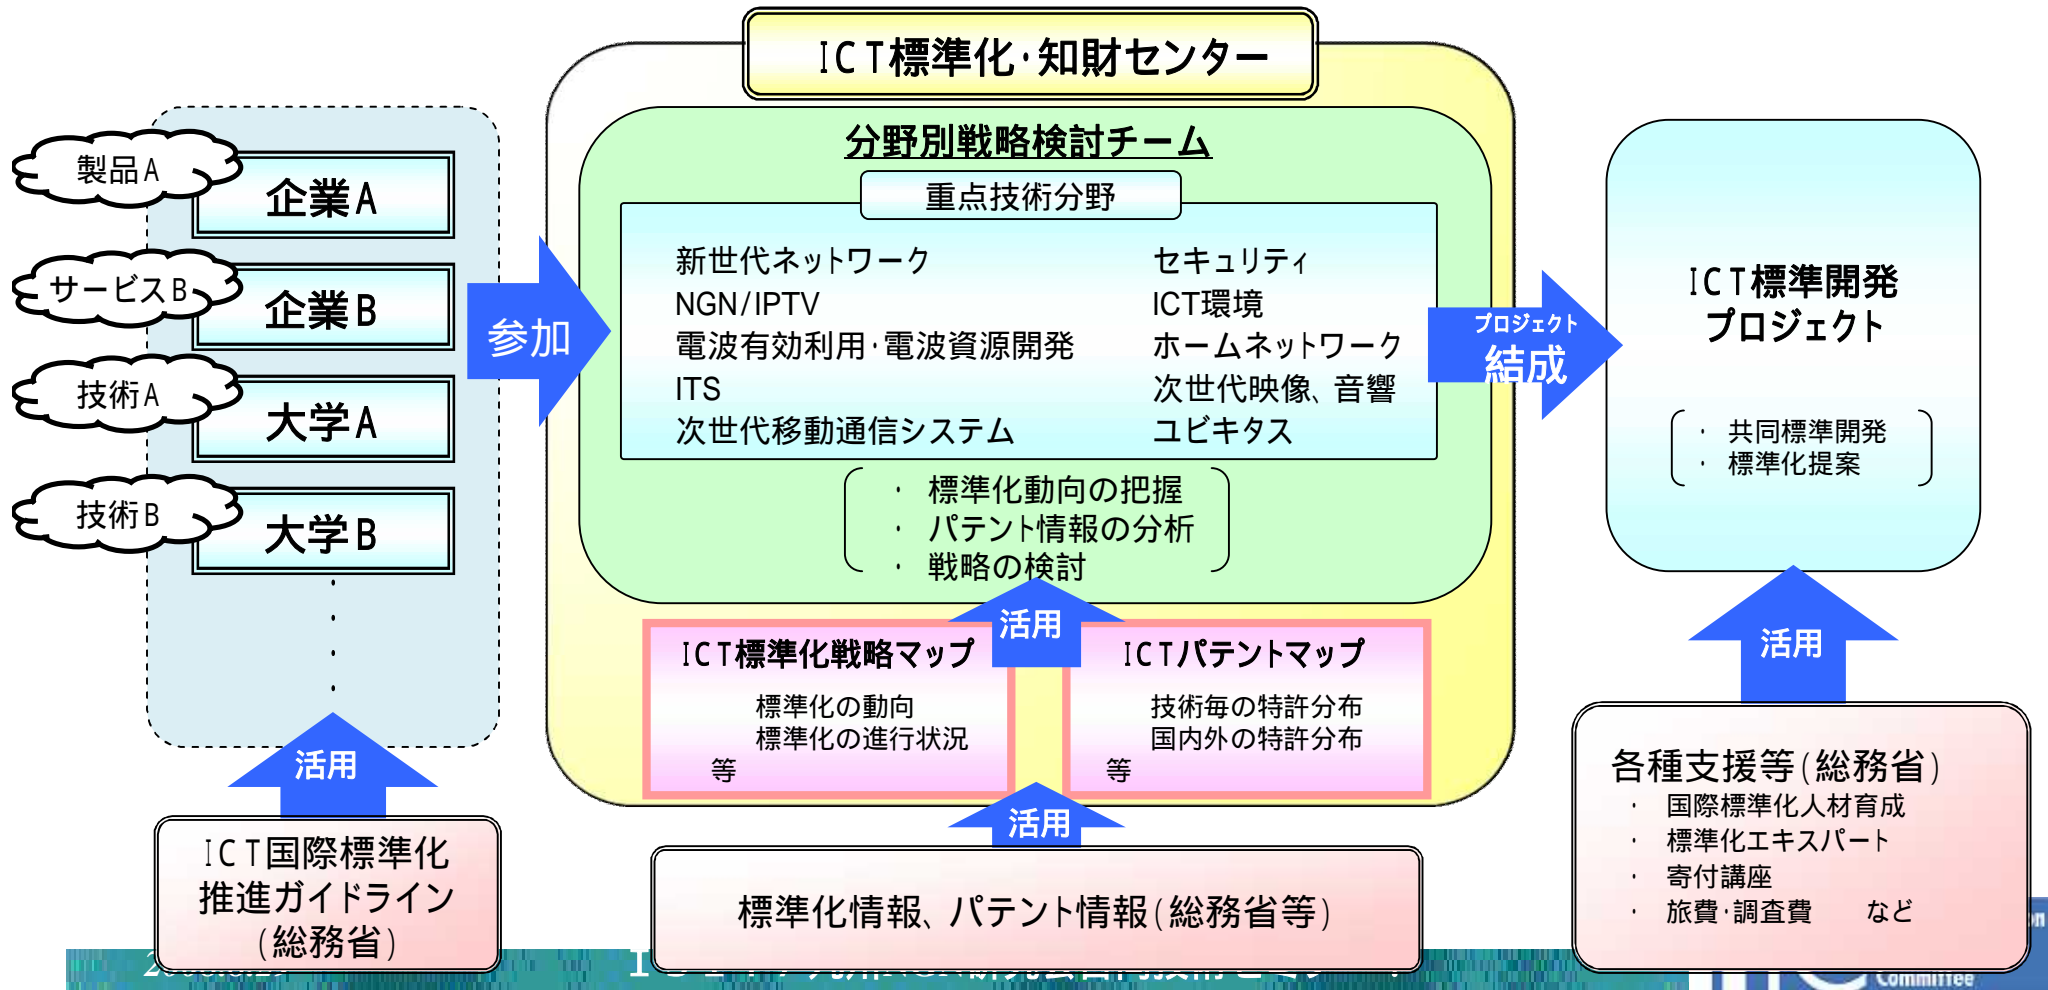 ICT標準化・知財センター
製品A
企業A
サービスB
企業B
技術A
大学A
技術B
大学B
・
・
・
・
活用
ICT国際標準化
推進ガイドライン
(総務省)
参加
分野別戦略検討チーム
重点技術分野
新世代ネットワーク
NGN/IPTV
電波有効利用・電波資源開発
ITS
次世代移動通信システム
セキュリティ
ICT環境
ホームネットワーク
次世代映像、音響
ユビキタス
・ 標準化動向の把握
・ パテント情報の分析
・ 戦略の検討
活用
ICT標準化戦略マップ
標準化の動向
標準化の進行状況
等
ICTパテントマップ
技術毎の特許分布
国内外の特許分布
等
活用
標準化情報、パテント情報(総務省等)
プロジェクト
結成
ICT標準開発
プロジェクト
・ 共同標準開発
・ 標準化提案
活用
各種支援等(総務省)
・ 国際標準化人材育成
・ 標準化エキスパート
・ 寄付講座
・ 旅費・調査費 など
Committee